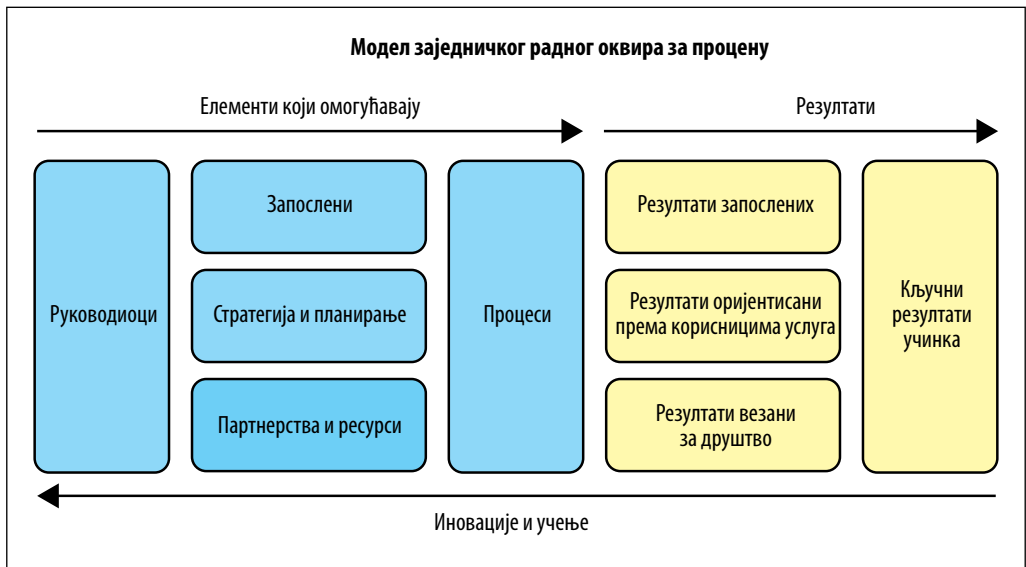 Модел заједничког радног оквира за процену
Елементи који омогућавају
Резултати
Руководиоци
Запослени
Стратегија и планирање
Партнерства и ресурси
Процеси
Резултати запослених
Резултати оријентисани
према корисницима услуга
Резултати везани
за друштво
Кључни
резултати
учинка
Иновације и учење